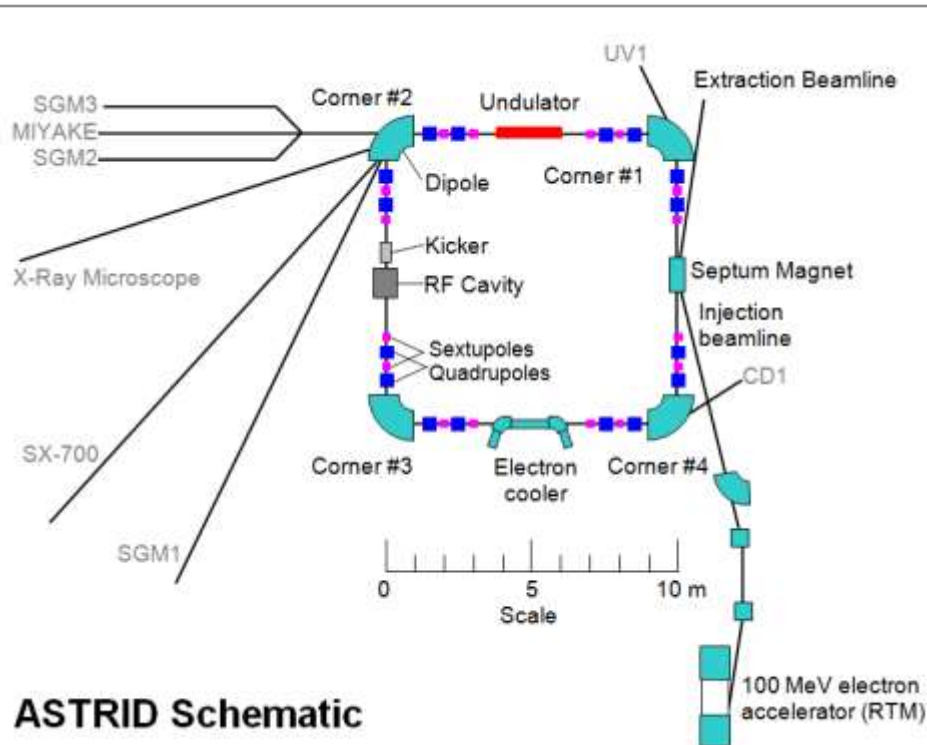 UV1
Extraction Beamline
Corner #2
Undulator
SGM3
MIYAKE
SGM2
Dipole
Corner #1
X-Ray Microscope
Kicker
RF Cavity
Septum Magnet
Injection
beamline
Sextupoles
Quadrupoles
CD1
SX-700
Corner #3
Electron
cooler
Corner #4
SGM1
0
5
10 m
Scale
100 MeV electron
accelerator (RTM)
ASTRID Schematic